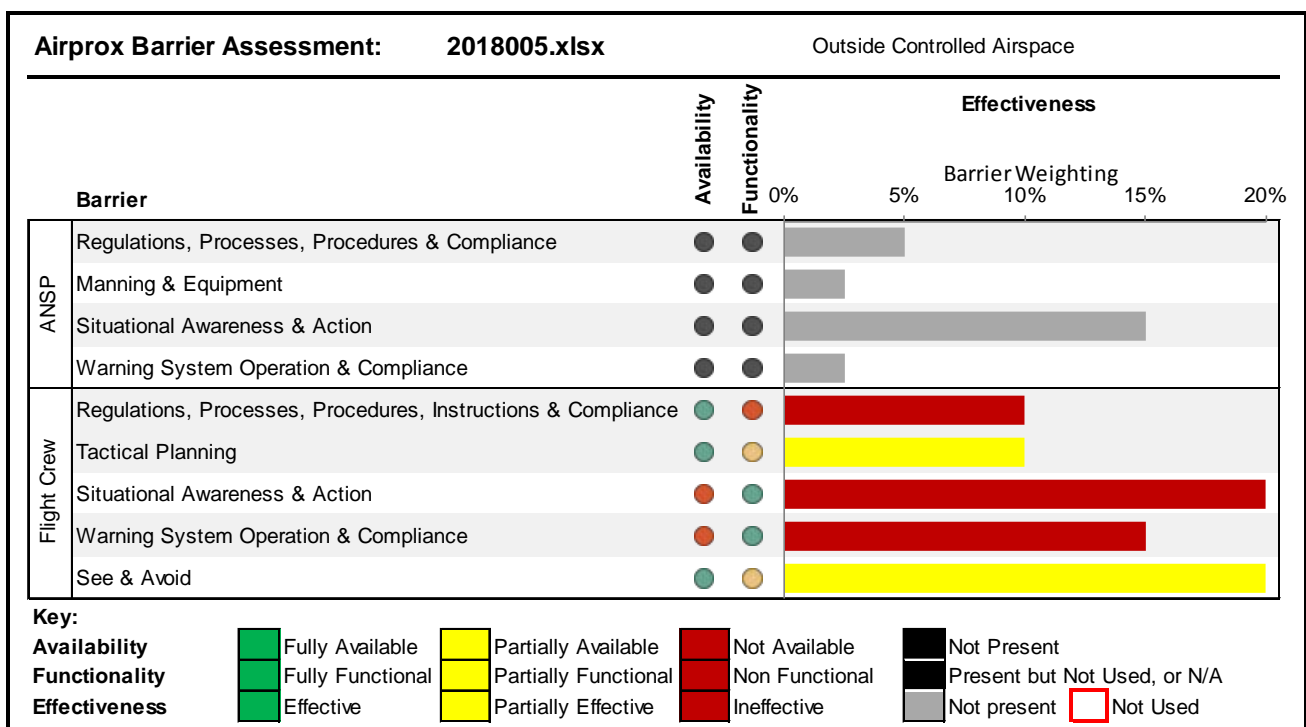 Airprox Barrier Assessment: 2018005.xlsx Outside Controlled Airspace
Availability
Functionality
Effectiveness
Barrier Weighting
Barrier
0% 5% 10% 15% 20%
ANSP
Regulations, Processes, Procedures & Compliance
Manning & Equipment
Situational Awareness & Action
Warning System Operation & Compliance
Flight Crew
Regulations, Processes, Procedures, Instructions & Compliance
Tactical Planning
Situational Awareness & Action
Warning System Operation & Compliance
See & Avoid
Key:
Availability Fully Available Partially Available Not Available Not Present
Functionality Fully Functional Partially Functional Non Functional Present but Not Used, or N/A
Effectiveness Effective Partially Effective Ineffective Not present Not Used